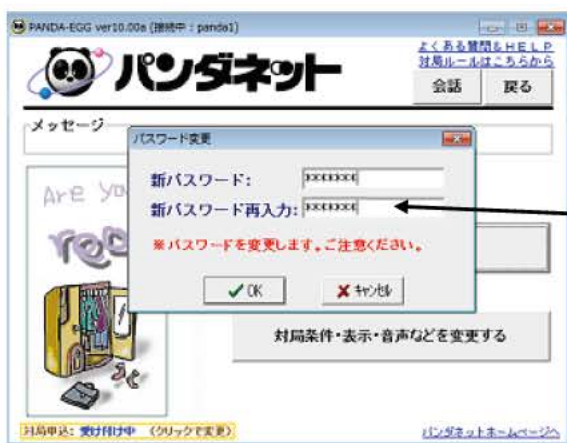 PANDA-EGG ver10.00a (接続中 : panda1)
よくある質問&HELP
対局ルールはこちらから
パンダネット
会話
戻る
メッセージ
パスワード変更
新パスワード:
*******
新パスワード再入力:
*******
※パスワードを変更します。ご注意ください。
OK
キャンセル
Are you
対局条件・表示・音声などを変更する
対局申込: 受け付け中 (クリックで変更)
パンダネットホームページへ